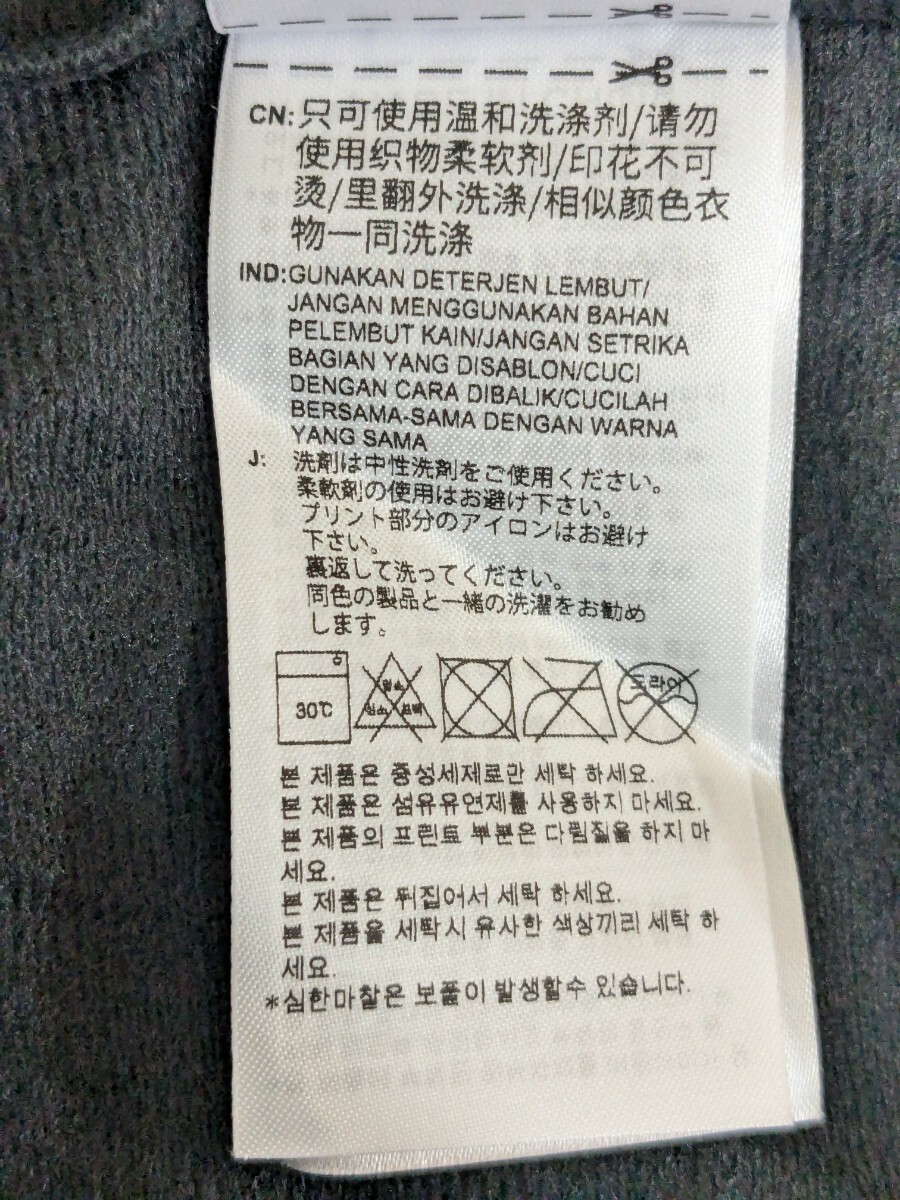 CN:只可使用温和洗涤剂/请勿
使用织物柔软剂/印花不可
烫/里翻外洗涤/相似颜色衣
物一同洗涤
IND:GUNAKAN DETERJEN LEMBUT/
JANGAN MENGGUNAKAN BAHAN
PELEMBUT KAIN/JANGAN SETRIKA
BAGIAN YANG DISABLON/CUCI
DENGAN CARA DIBALIK/CUCILAH
BERSAMA-SAMA DENGAN WARNA
YANG SAMA
J: 洗剤は中性洗剤をご使用ください。
柔軟剤の使用はお避け下さい。
プリント部分のアイロンはお避け
下さい。
裏返して洗ってください。
同色の製品と一緒の洗濯をお勧め
します。
30℃
염소
염소 표백
드라이
본 제품은 중성세제로만 세탁 하세요.
본 제품은 섬유유연제를 사용하지 마세요.
본 제품의 프린트 부분은 다림질을 하지 마
세요.
본 제품은 뒤집어서 세탁 하세요.
본 제품을 세탁시 유사한 색상끼리 세탁 하
세요.
*심한마찰은 보풀이 발생할수 있습니다.